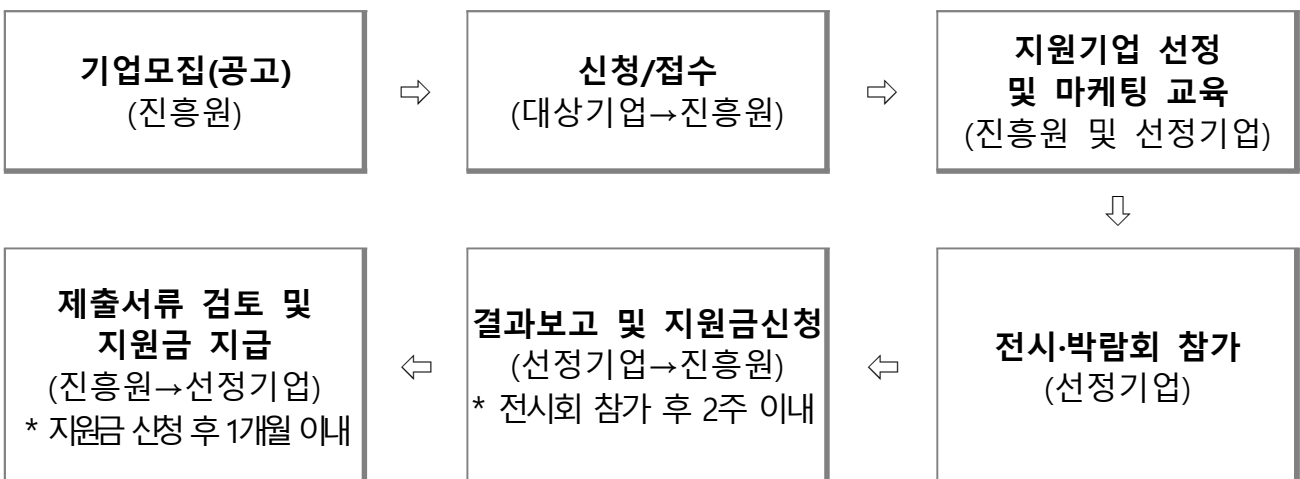 기업모집(공고)
(진흥원)
⇨
신청/접수
(대상기업→진흥원)
⇨
지원기업 선정
및 마케팅 교육
(진흥원 및 선정기업)
⇩
전시·박람회 참가
(선정기업)
⇦
결과보고 및 지원금신청
(선정기업→진흥원)
* 전시회 참가 후 2주 이내
⇦
제출서류 검토 및
지원금 지급
(진흥원→선정기업)
* 지원금 신청 후 1개월 이내